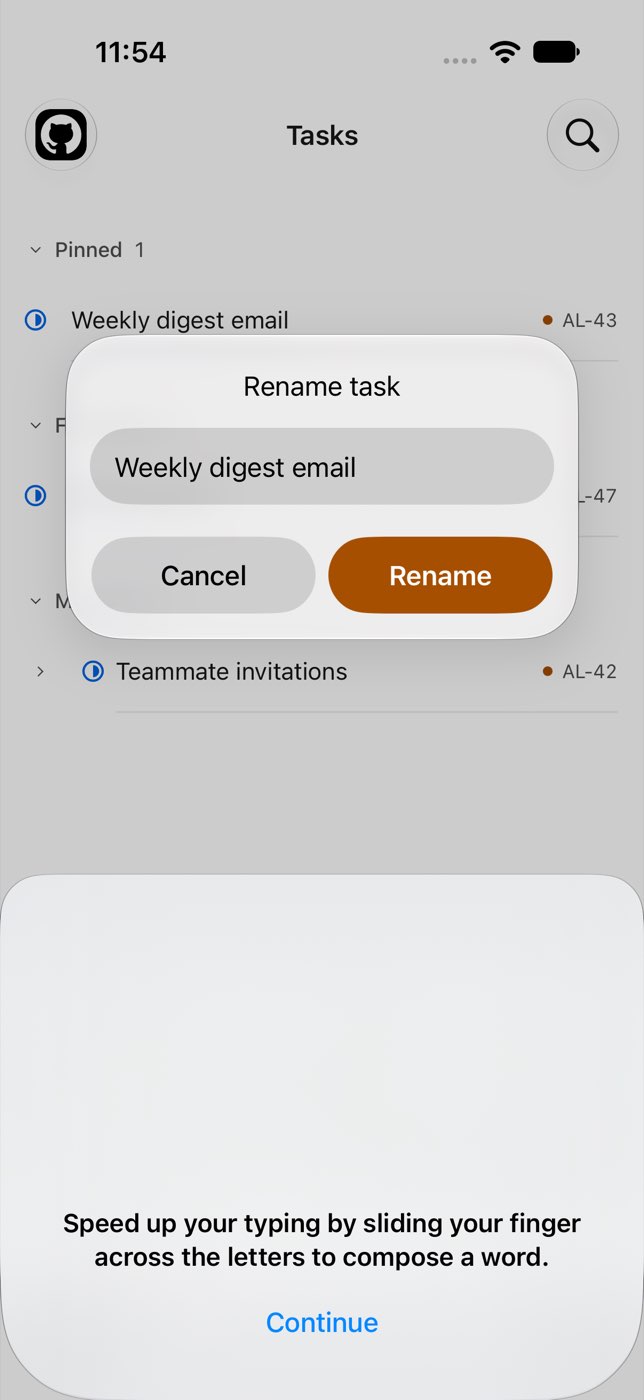 11:54
Tasks
Pinned 1
Weekly digest email
AL-43
Rename task
Weekly digest email
-47
Cancel
Rename
Teammate invitations
AL-42
Speed up your typing by sliding your finger
across the letters to compose a word.
Continue